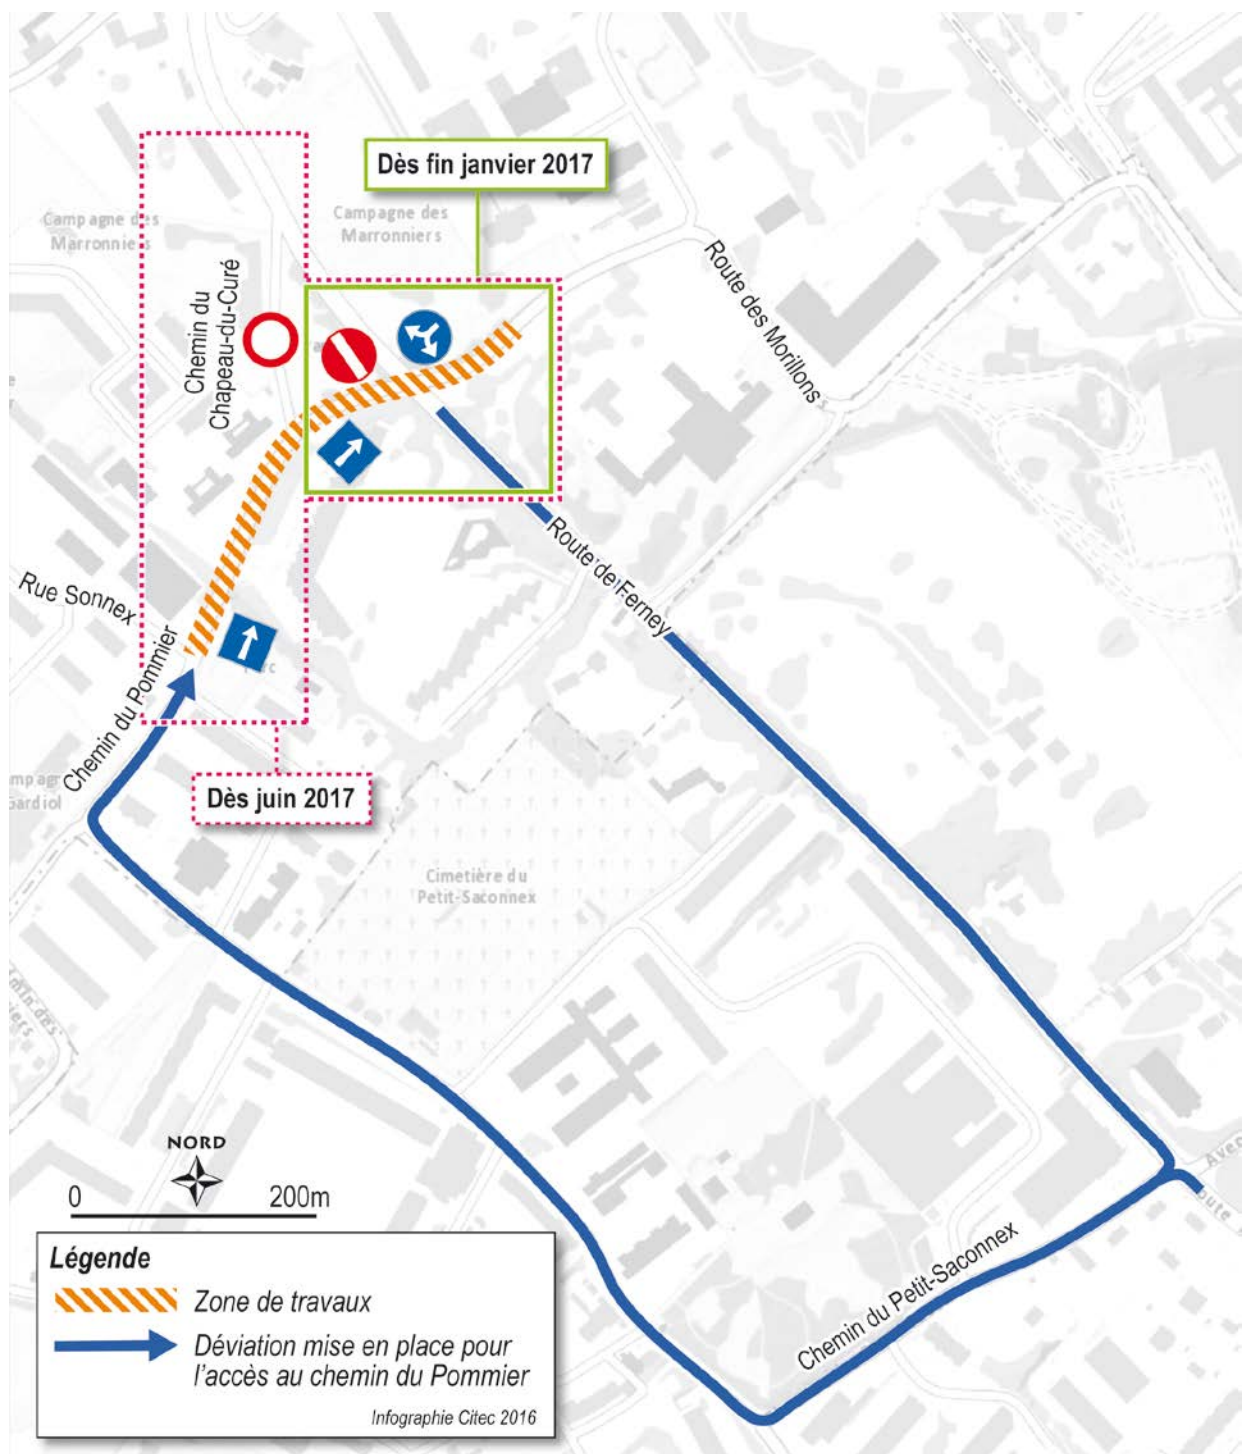 Dès fin janvier 2017
Campagne des
Marronniers
Campagne des
Marronniers
Route des Morillons
Chemin du
Chapeau-du-Curé
Route de Ferney
Rue Sonnex
Chemin du Pommier
Dès juin 2017
Cimetière du
Petit-Saconnex
NORD
0 200m
Chemin du Petit-Saconnex
Légende
Zone de travaux
Déviation mise en place pour
l'accès au chemin du Pommier
Infographie Citec 2016